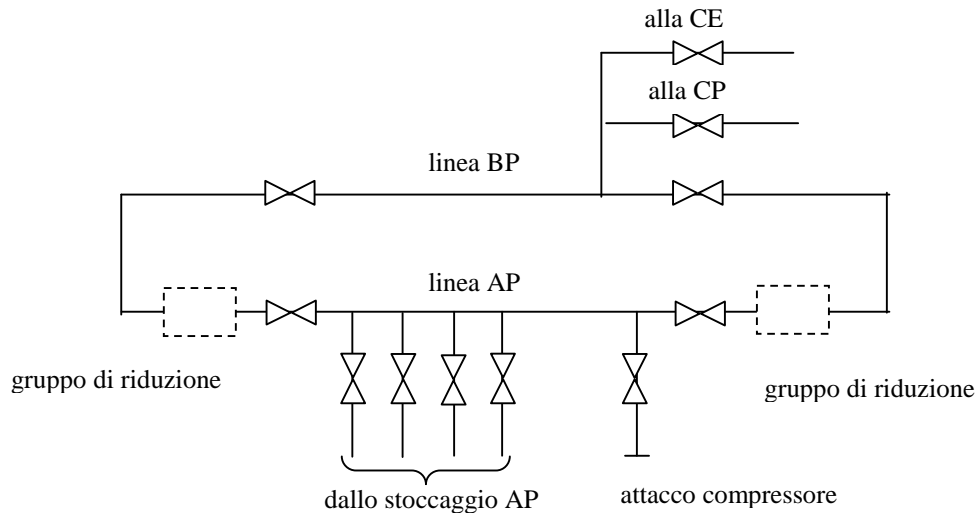 alla CE
alla CP
linea BP
linea AP
gruppo di riduzione
gruppo di riduzione
dallo stoccaggio AP
attacco compressore